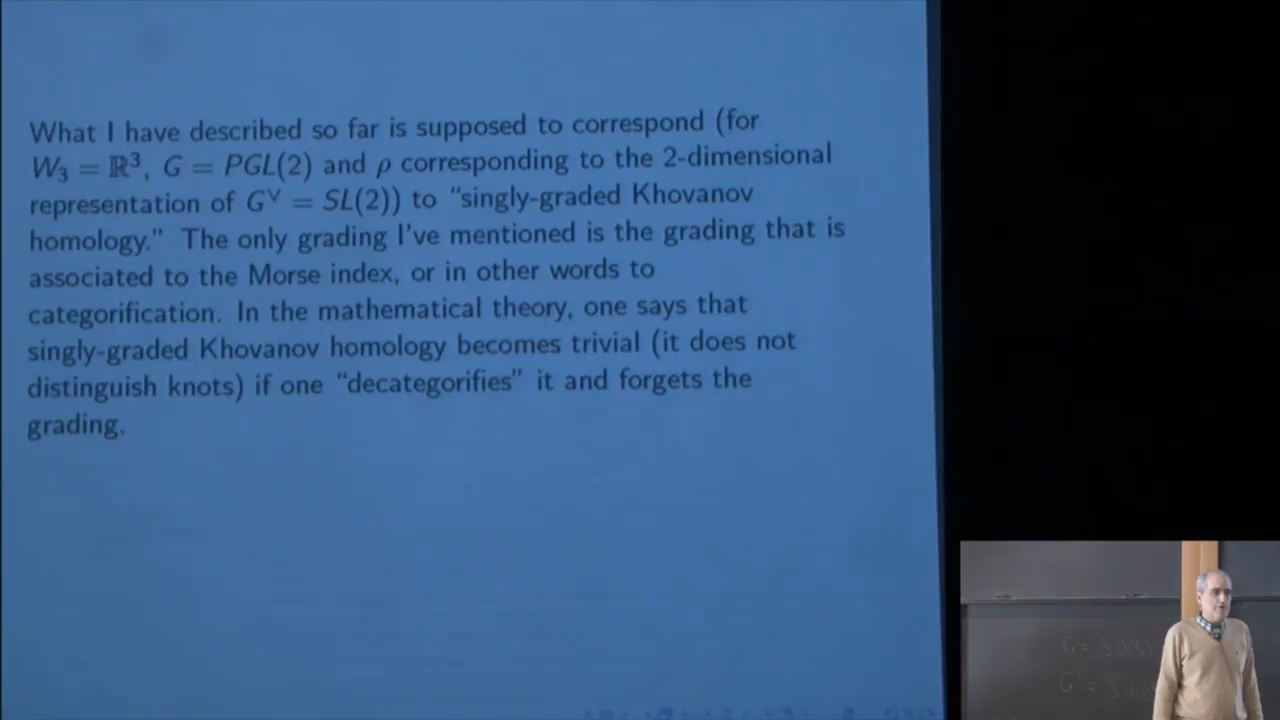 What I have described so far is supposed to correspond (for
W₃ = ℝ³, G = PGL(2) and ρ corresponding to the 2-dimensional
representation of G^∨ = SL(2)) to “singly-graded Khovanov
homology.” The only grading I’ve mentioned is the grading that is
associated to the Morse index, or in other words to
categorification. In the mathematical theory, one says that
singly-graded Khovanov homology becomes trivial (it does not
distinguish knots) if one “decategorifies” it and forgets the
grading.
G =